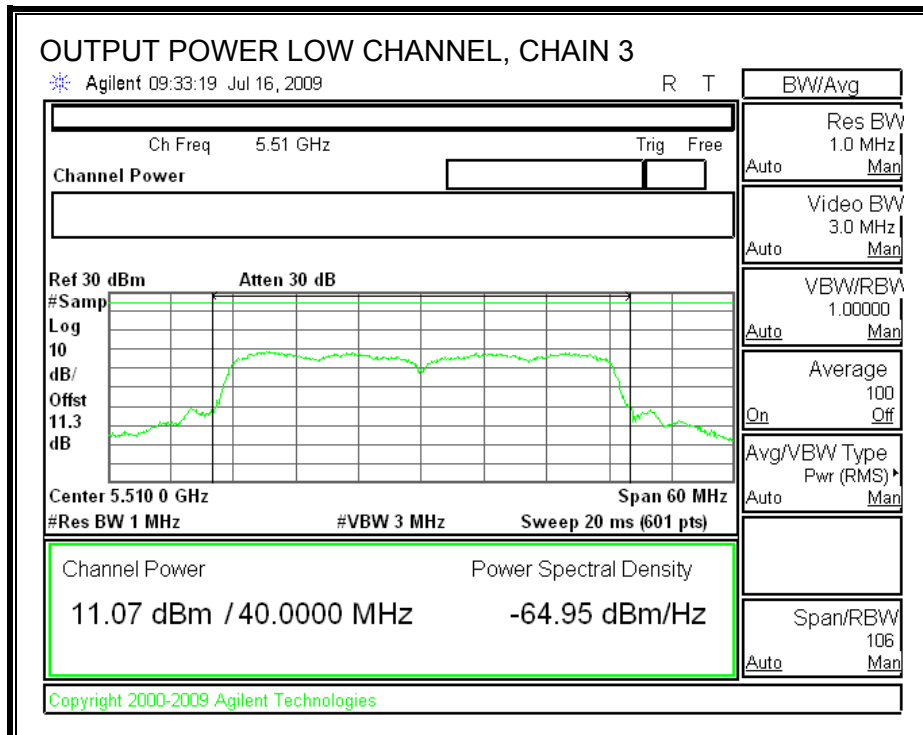 OUTPUT POWER LOW CHANNEL, CHAIN 3
Agilent 09:33:19 Jul 16, 2009 R T
Ch Freq 5.51 GHz Trig Free
Channel Power
Ref 30 dBm Atten 30 dB
#Samp
Log
10
dB/
Offst
11.3
dB
Center 5.510 0 GHz Span 60 MHz
#Res BW 1 MHz #VBW 3 MHz Sweep 20 ms (601 pts)
Channel Power Power Spectral Density
11.07 dBm / 40.0000 MHz -64.95 dBm/Hz
Copyright 2000-2009 Agilent Technologies
BW/Avg
Res BW
1.0 MHz
Auto Man
Video BW
3.0 MHz
Auto Man
VBW/RBW
1.00000
Auto Man
Average
100
On Off
Avg/VBW Type
Pwr (RMS)
Auto Man
Span/RBW
106
Auto Man